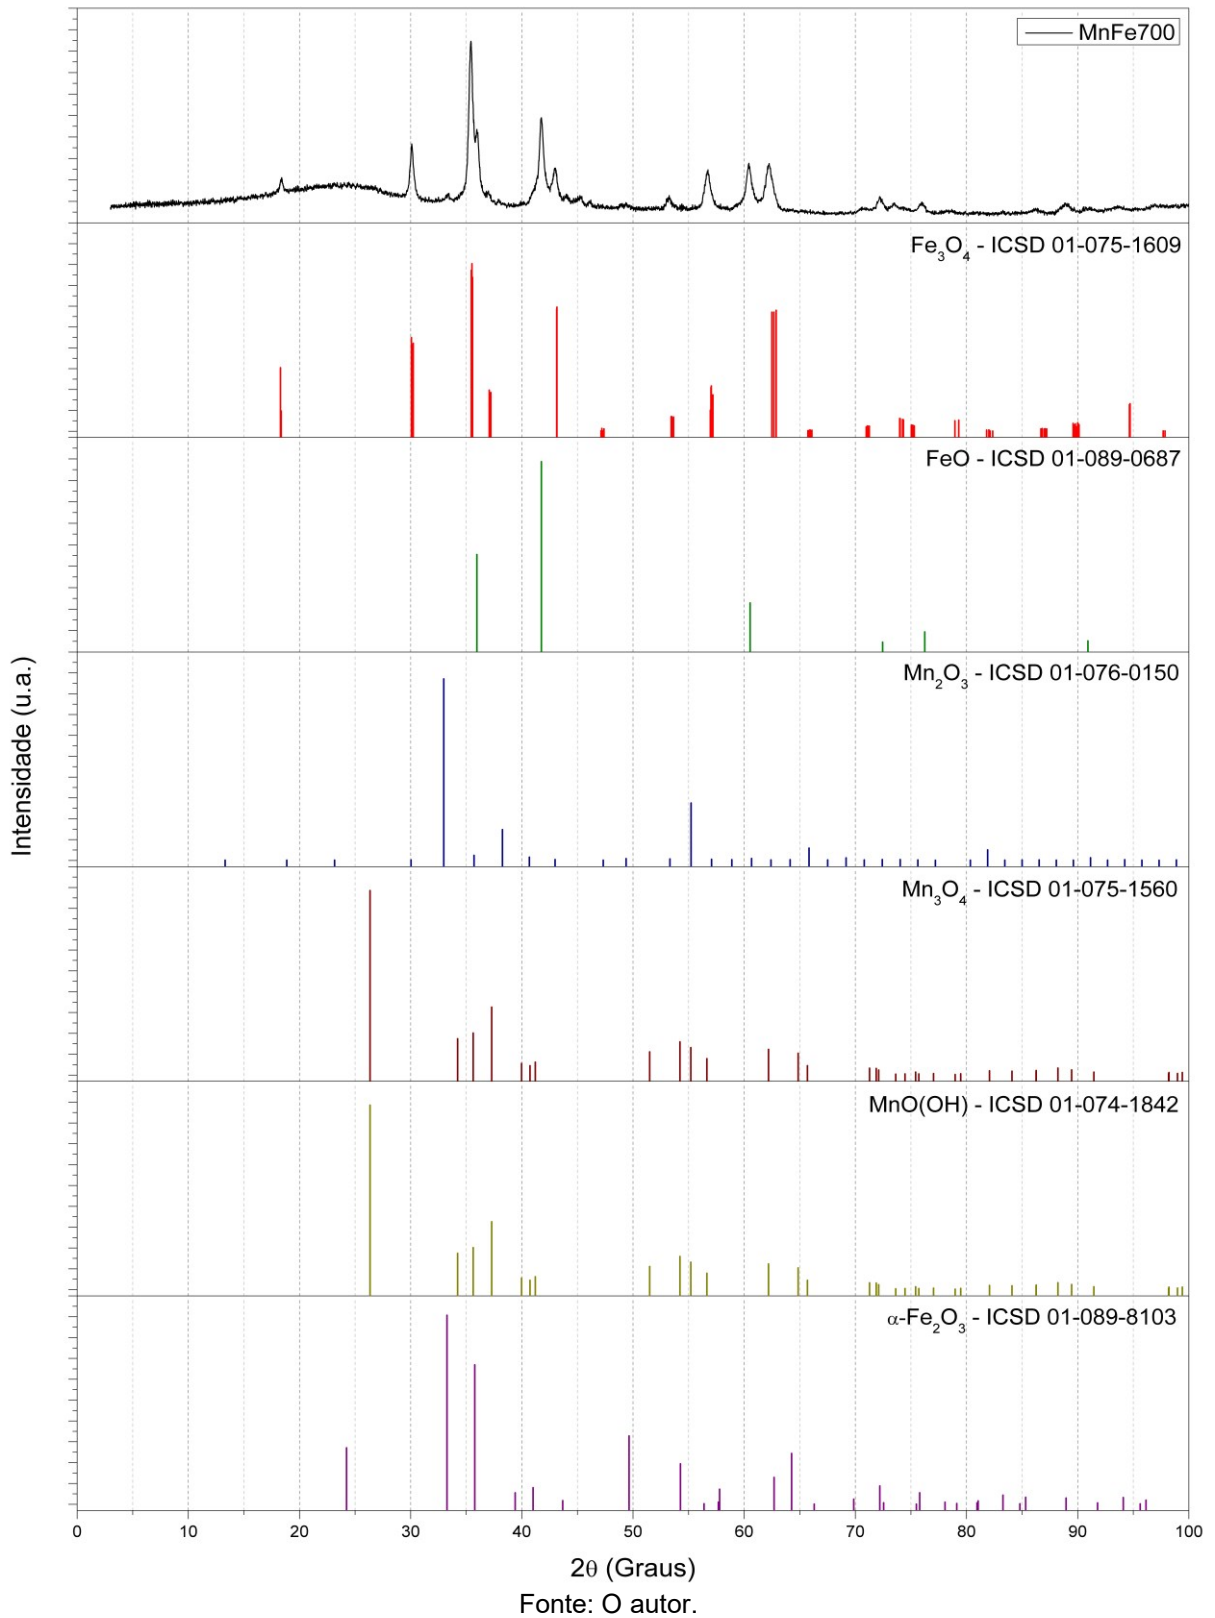 MnFe700
Fe₃O₄ - ICSD 01-075-1609
FeO - ICSD 01-089-0687
Mn₂O₃ - ICSD 01-076-0150
Mn₃O₄ - ICSD 01-075-1560
MnO(OH) - ICSD 01-074-1842
α-Fe₂O₃ - ICSD 01-089-8103
Intensidade (u.a.)
0 10 20 30 40 50 60 70 80 90 100
2θ (Graus)
Fonte: O autor.